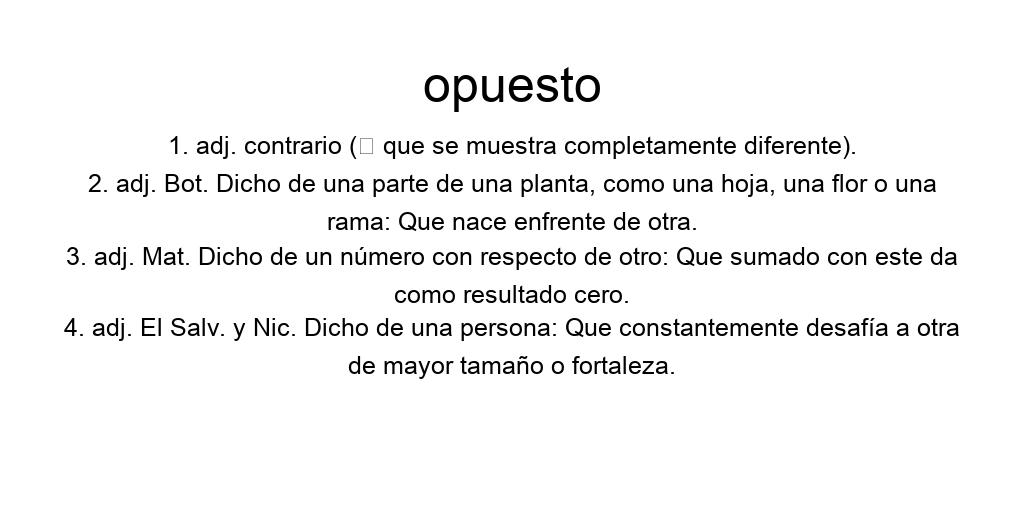 opuesto
1. adj. contrario (▯ que se muestra completamente diferente).
2. adj. Bot. Dicho de una parte de una planta, como una hoja, una flor o una
rama: Que nace enfrente de otra.
3. adj. Mat. Dicho de un número con respecto de otro: Que sumado con este da
como resultado cero.
4. adj. El Salv. y Nic. Dicho de una persona: Que constantemente desafía a otra
de mayor tamaño o fortaleza.